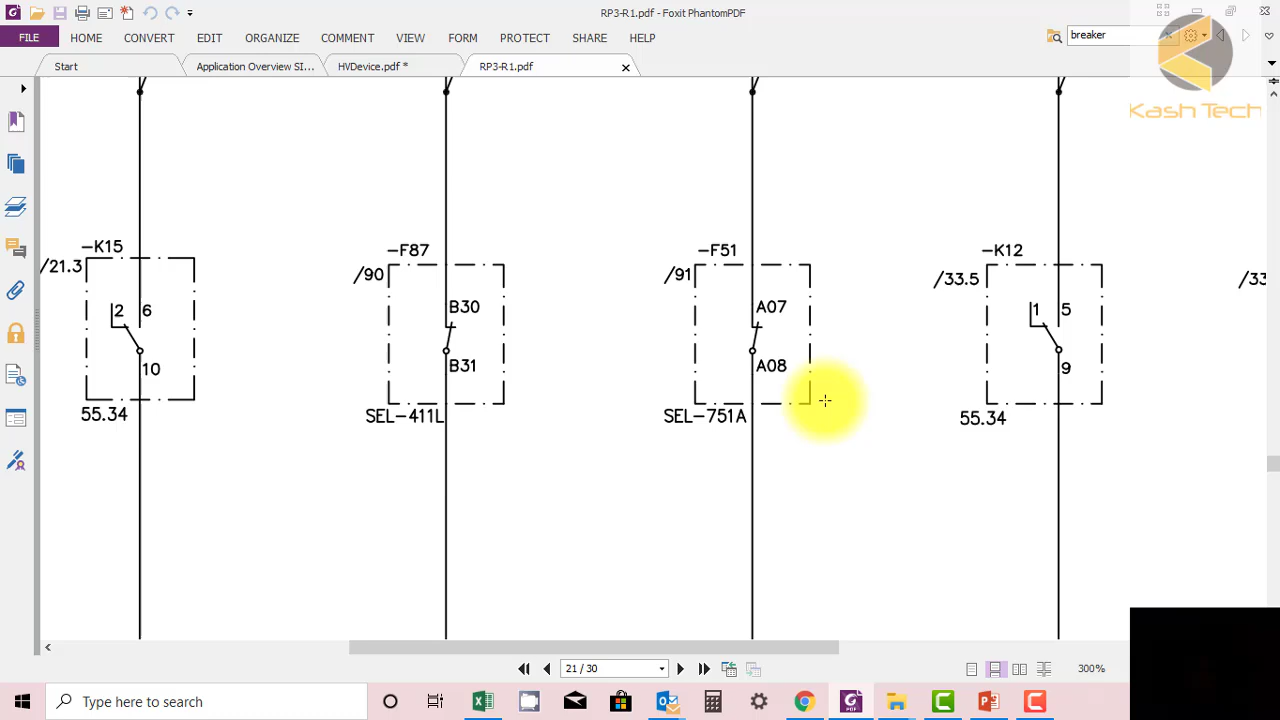 RP3-R1.pdf - Foxit PhantomPDF
FILE HOME CONVERT EDIT ORGANIZE COMMENT VIEW FORM PROTECT SHARE HELP
breaker
Start Application Overview SI... HVDevice.pdf * RP3-R1.pdf
Kash Tech
-K15 -F87 -F51 -K12
/21.3 /90 /91 /33.5 /33
2 6 B30 A07 1 5
10 B31 A08 9
55.34 SEL-411L SEL-751A 55.34
21 / 30
300%
Type here to search